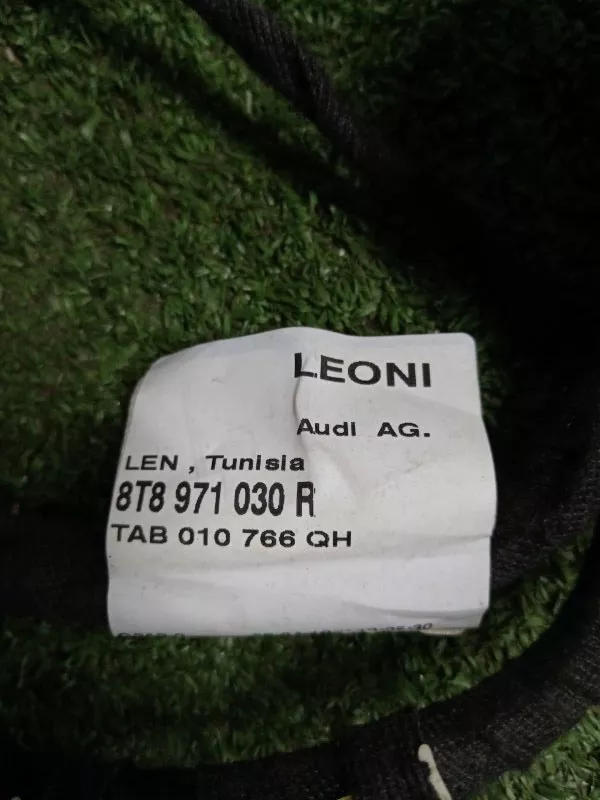 LEONI
Audi AG.
LEN , Tunisia
8T8 971 030 R
TAB 010 766 QH